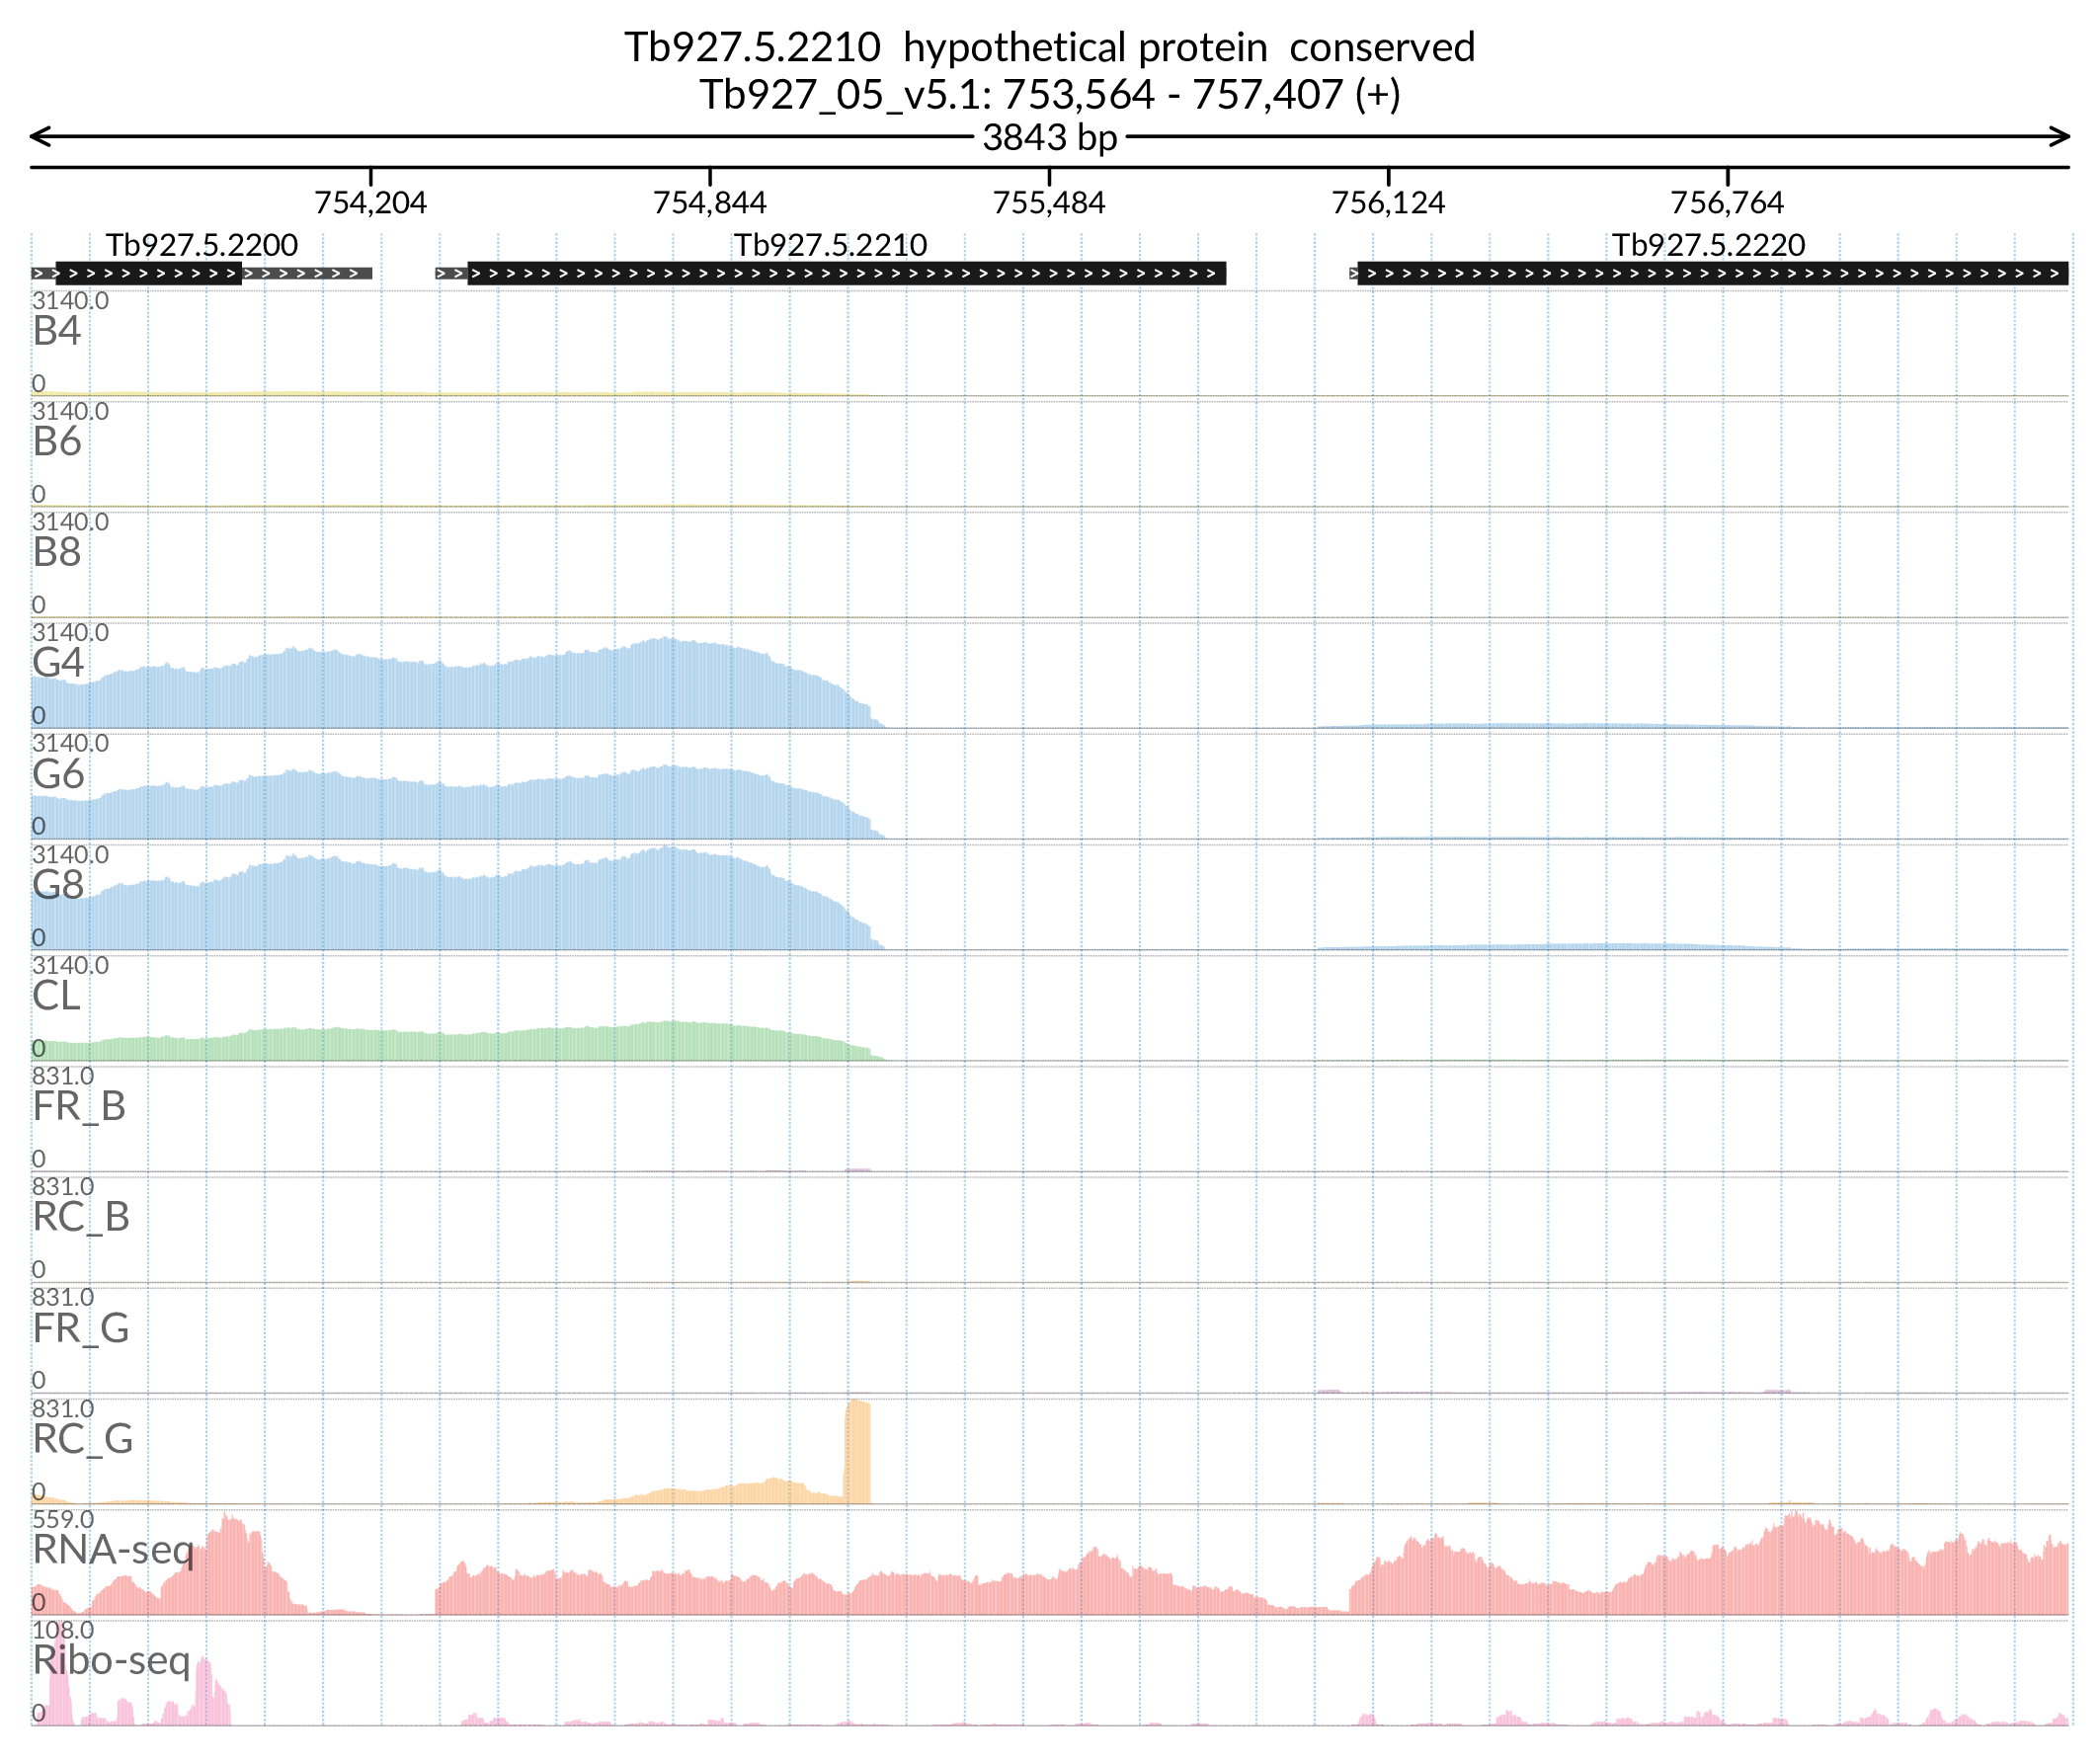 Tb927.5.2210  hypothetical protein  conserved
Tb927_05_v5.1: 753,564 - 757,407 (+)
3843 bp
754,204 754,844 755,484 756,124 756,764
Tb927.5.2200 Tb927.5.2210 Tb927.5.2220
3140.0
B4
0
3140.0
B6
0
3140.0
B8
0
3140.0
G4
0
3140.0
G6
0
3140.0
G8
0
3140.0
CL
0
831.0
FR_B
0
831.0
RC_B
0
831.0
FR_G
0
831.0
RC_G
0
559.0
RNA-seq
0
108.0
Ribo-seq
0